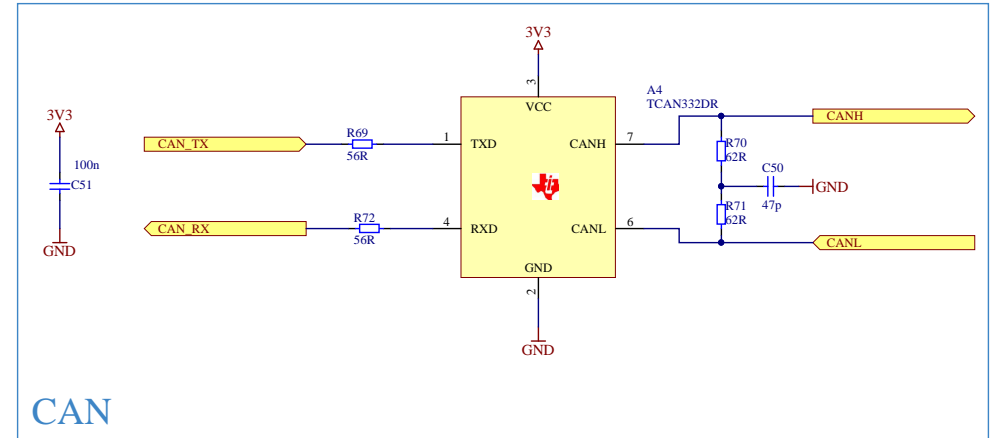 3V3
3
VCC
A4
TCAN332DR
3V3
100n
C51
GND
CAN_TX
R69
56R
1
TXD
CANH
7
CANH
R70
62R
C50
47p
GND
R71
62R
CAN_RX
R72
56R
4
RXD
CANL
6
CANL
GND
2
GND
CAN